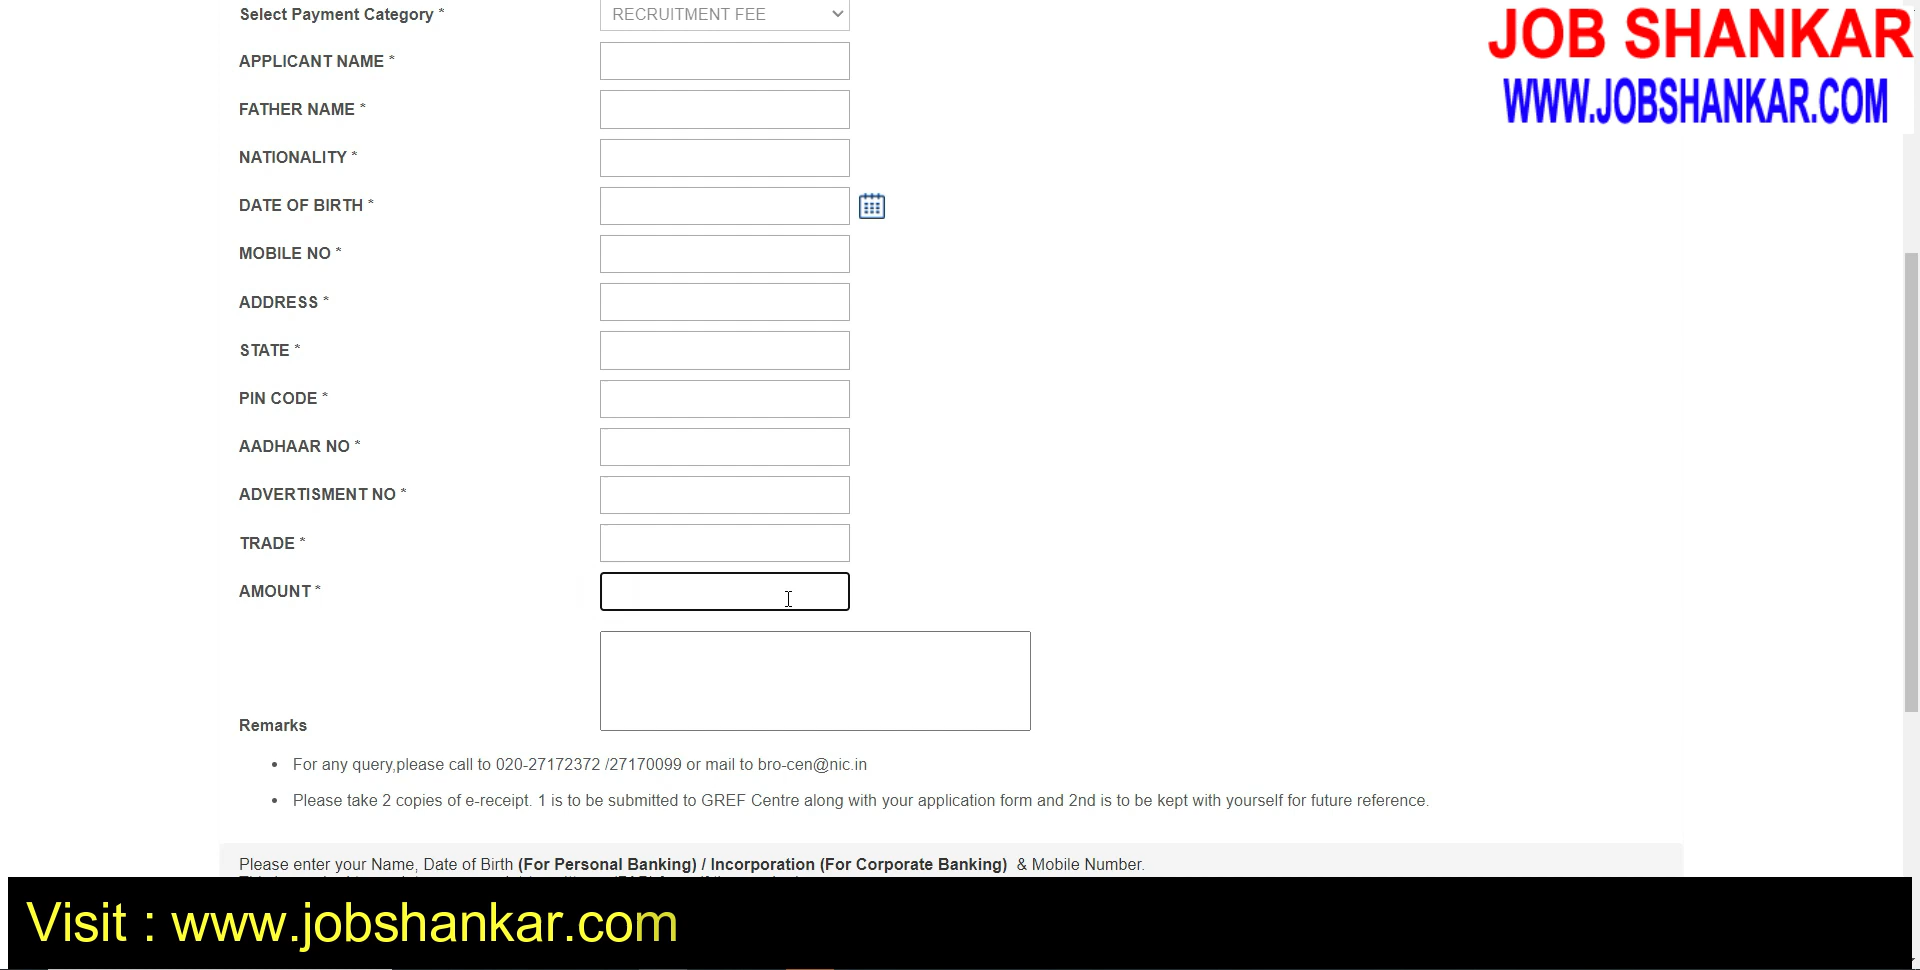 Select Payment Category *
RECRUITMENT FEE
JOB SHANKAR
WWW.JOBSHANKAR.COM
APPLICANT NAME *
FATHER NAME *
NATIONALITY *
DATE OF BIRTH *
MOBILE NO *
ADDRESS *
STATE *
PIN CODE *
AADHAAR NO *
ADVERTISMENT NO *
TRADE *
AMOUNT *
Remarks
• For any query,please call to 020-27172372 /27170099 or mail to bro-cen@nic.in
• Please take 2 copies of e-receipt. 1 is to be submitted to GREF Centre along with your application form and 2nd is to be kept with yourself for future reference.
Please enter your Name, Date of Birth (For Personal Banking) / Incorporation (For Corporate Banking) & Mobile Number.
Visit : www.jobshankar.com